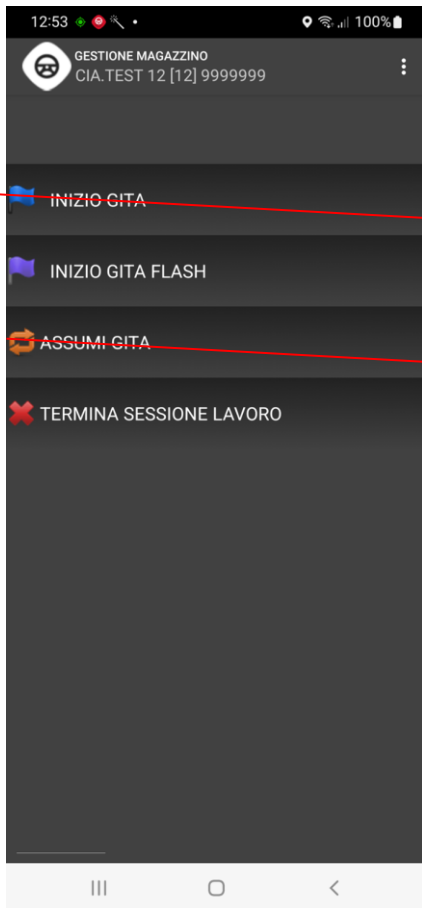 12:53
100%
GESTIONE MAGAZZINO
CIA.TEST 12 [12] 9999999
INIZIO GITA
INIZIO GITA FLASH
ASSUMI GITA
TERMINA SESSIONE LAVORO